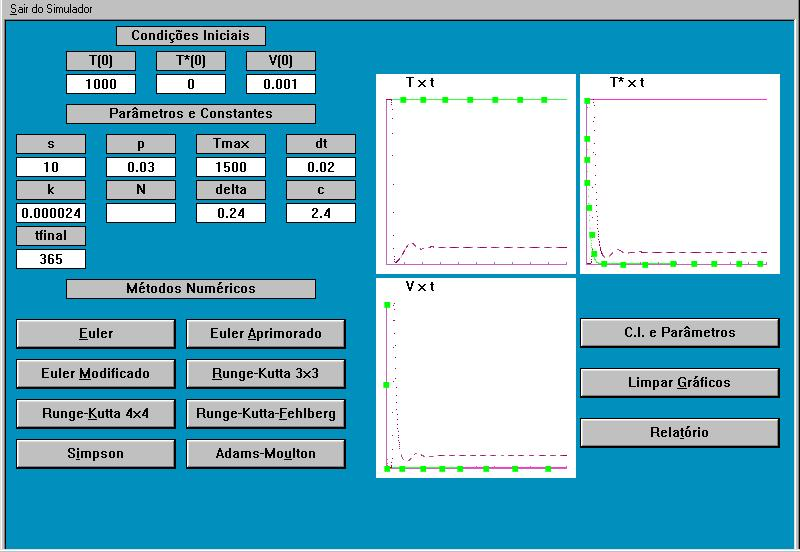 Sair do Simulador
Condições Iniciais
T(0) T*(0) V(0)
1000 0 0.001
Parâmetros e Constantes
s p Tmax dt
10 0.03 1500 0.02
k N delta c
0.000024 0.24 2.4
tfinal
365
Métodos Numéricos
Euler Euler Aprimorado
Euler Modificado Runge-Kutta 3x3
Runge-Kutta 4x4 Runge-Kutta-Fehlberg
Simpson Adams-Moulton
T x t T* x t
V x t
C.I. e Parâmetros
Limpar Gráficos
Relatório